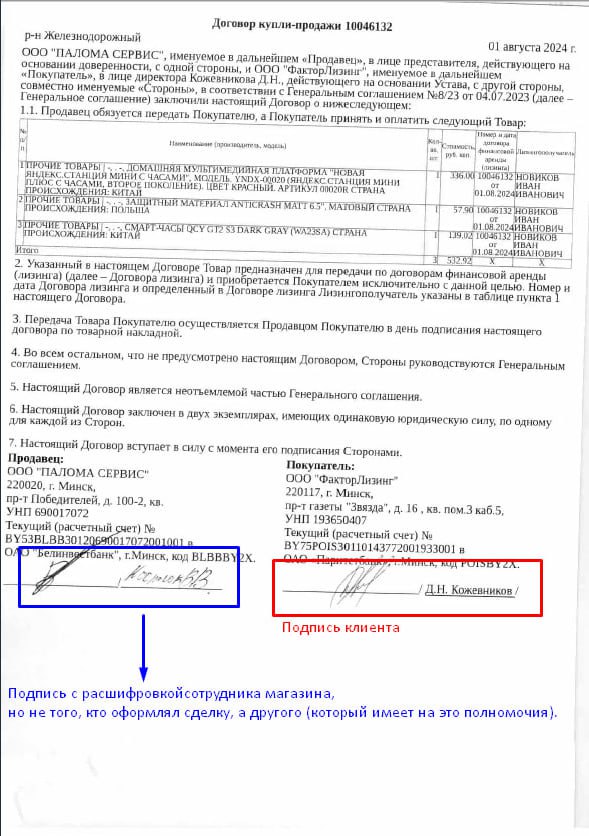 Договор купли-продажи 10046132
р-н Железнодорожный
01 августа 2024 г.
ООО "ПАЛОМА СЕРВИС", именуемое в дальнейшем «Продавец», в лице представителя, действующего на
основании доверенности, с одной стороны, и ООО "ФакторЛизинг", именуемое в дальнейшем
«Покупатель», в лице директора Кожевникова Д.Н., действующего на основании Устава, с другой стороны,
совместно именуемые «Стороны», в соответствии с Генеральным соглашением №8/23 от 04.07.2023 (далее –
Генеральное соглашение) заключили настоящий Договор о нижеследующем:
1.1. Продавец обязуется передать Покупателю, а Покупатель принять и оплатить следующий Товар:
№ п/п Наименование (производитель, модель) Кол-во, шт Стоимость, руб. коп. Номер и дата договора финансовой аренды (лизинга) Лизингополучатель
1 ПРОЧИЕ ТОВАРЫ | -, . -, ДОМАШНЯЯ МУЛЬТИМЕДИЙНАЯ ПЛАТФОРМА "НОВАЯ 1 336.00 10046132 НОВИКОВ
ЯНДЕКС.СТАНЦИЯ МИНИ С ЧАСАМИ", МОДЕЛЬ. YNDX-00020 (ЯНДЕКС.СТАНЦИЯ МИНИ от ИВАН
ПЛЮС С ЧАСАМИ, ВТОРОЕ ПОКОЛЕНИЕ). ЦВЕТ КРАСНЫЙ. АРТИКУЛ 00020R СТРАНА 01.08.2024 ИВАНОВИЧ
ПРОИСХОЖДЕНИЯ: КИТАЙ
2 ПРОЧИЕ ТОВАРЫ | -, . -, ЗАЩИТНЫЙ МАТЕРИАЛ ANTICRASH MATT 6.5", МАТОВЫЙ СТРАНА 1 57.90 10046132 НОВИКОВ
ПРОИСХОЖДЕНИЯ: ПОЛЬША от ИВАН
01.08.2024 ИВАНОВИЧ
3 ПРОЧИЕ ТОВАРЫ | -, . -, СМАРТ-ЧАСЫ QCY GT2 S3 DARK GRAY (WA23SA) СТРАНА 1 139.02 10046132 НОВИКОВ
ПРОИСХОЖДЕНИЯ: КИТАЙ от ИВАН
01.08.2024 ИВАНОВИЧ
Итого 3 532.92 X X
2. Указанный в настоящем Договоре Товар предназначен для передачи по договорам финансовой аренды
(лизинга) (далее – Договора лизинга) и приобретается Покупателем исключительно с данной целью. Номер и
дата Договора лизинга и определенный в Договоре лизинга Лизингополучатель указаны в таблице пункта 1
настоящего Договора.
3. Передача Товара Покупателю осуществляется Продавцом Покупателю в день подписания настоящего
договора по товарной накладной.
4. Во всем остальном, что не предусмотрено настоящим Договором, Стороны руководствуются Генеральным
соглашением.
5. Настоящий Договор является неотъемлемой частью Генерального соглашения.
6. Настоящий Договор заключен в двух экземплярах, имеющих одинаковую юридическую силу, по одному
для каждой из Сторон.
7. Настоящий Договор вступает в силу с момента его подписания Сторонами.
Продавец:
ООО "ПАЛОМА СЕРВИС"
220020, г. Минск,
пр-т Победителей, д. 100-2, кв.
УНП 690017072
Текущий (расчетный счет) №
BY53BLBB30120690017072001001 в
ОАО "Белинвестбанк", г.Минск, код BLBBBY2X.
Покупатель:
ООО "ФакторЛизинг"
220117, г. Минск,
пр-т газеты "Звязда", д. 16 , кв. пом.3 каб.5,
УНП 193650407
Текущий (расчетный счет) №
BY75POIS30110143772001933001 в
ОАО "Паритетбанк", г.Минск, код POISBY2X.
/ Д.Н. Кожевников /
Подпись клиента
Подпись с расшифровкойсотрудника магазина,
но не того, кто оформлял сделку, а другого (который имеет на это полномочия).